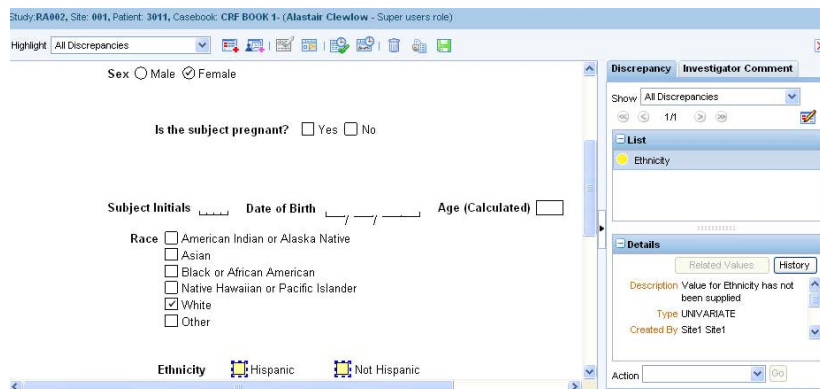 Study:RA002, Site: 001, Patient: 3011, Casebook: CRF BOOK 1- (Alastair Clewlow - Super users role)
Highlight All Discrepancies
Sex Male Female
Is the subject pregnant? Yes No
Subject Initials Date of Birth / / Age (Calculated)
Race American Indian or Alaska Native
Asian
Black or African American
Native Hawaiian or Pacific Islander
White
Other
Ethnicity Hispanic Not Hispanic
Discrepancy Investigator Comment
Show All Discrepancies
1/1
List
Ethnicity
Details
Related Values History
Description Value for Ethnicity has not
been supplied
Type UNIVARIATE
Created By Site1 Site1
Action Go